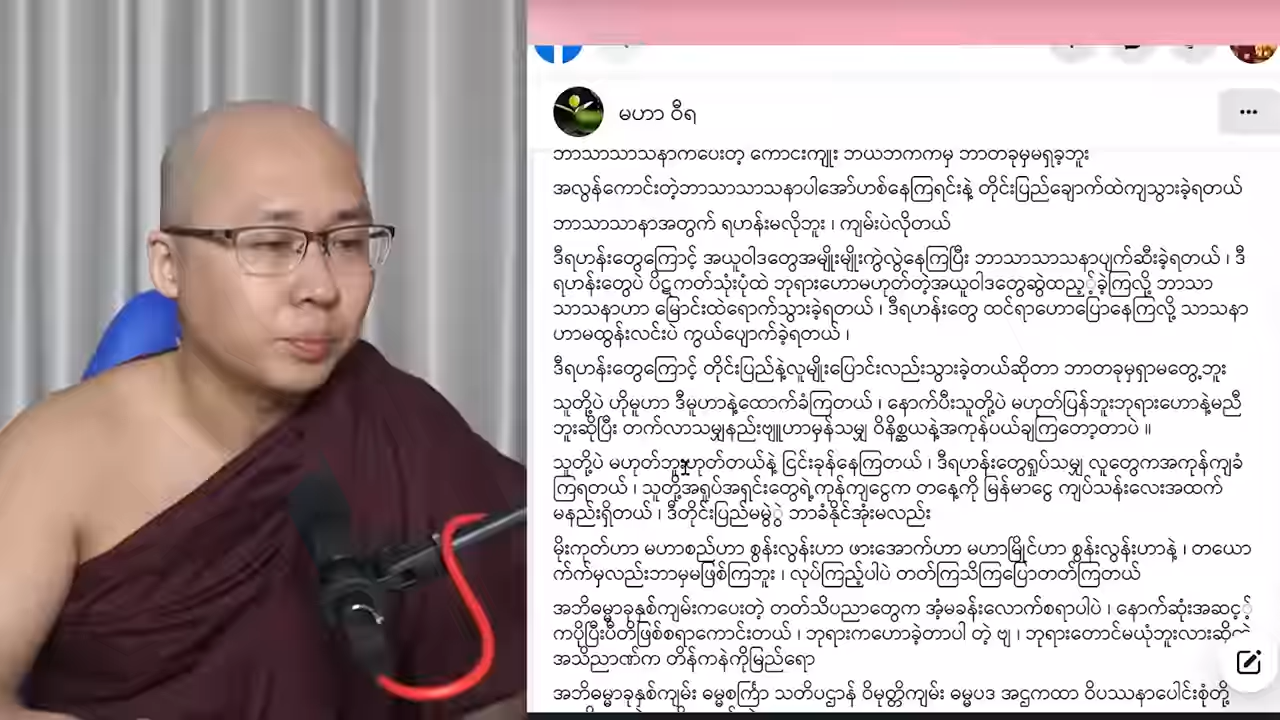 မဟာ ဝီရ
ဘာသာသာသနာကပေးတဲ့ ကောင်းကျိုး ဘယဘက်ကမှ ဘာတခုမှမရှိခဲ့ဘူး
အလွန်ကောင်းတဲ့ဘာသာသာသနာပါအော်ဟစ်နေကြရင်းနဲ့ တိုင်းပြည်ချောက်ထဲကျသွားခဲ့ရတယ်
ဘာသာသာနာအတွက် ရဟန်းမလိုဘူး ၊ ကျမ်းပဲလိုတယ်
ဒီရဟန်းတွေကြောင့် အယူဝါဒတွေအမျိုးမျိုးကွဲလွဲနေကြပြီး ဘာသာသာသနာပျက်ဆီးခဲ့ရတယ် ၊ ဒီ
ရဟန်းတွေပဲ ပိဋကတ်သုံးပုံထဲ ဘုရားဟောမဟုတ်တဲ့အယူဝါဒတွေဆွဲထည့့်ခဲ့ကြလို့ ဘာသာ
သာသနာဟာ မြောင်းထဲရောက်သွားခဲ့ရတယ် ၊ ဒီရဟန်းတွေ ထင်ရာဟောပြောနေကြလို့ သာသနာ
ဟာမထွန်းလင်းပဲ ကွယ်ပျောက်ခဲ့ရတယ် ၊
ဒီရဟန်းတွေကြောင့် တိုင်းပြည်နဲ့လူမျိုးပြောင်းလည်းသွားခဲ့တယ်ဆိုတာ ဘာတခုမှရှာမတွေ့ဘူး
သူတို့ပဲ ဟိုမူဟာ ဒီမူဟာနဲ့ထောက်ခံကြတယ် ၊ နောက်ပီးသူတို့ပဲ မဟုတ်ပြန်ဘူးဘုရားဟောနဲ့မညီ
ဘူးဆိုပြီး တက်လာသမျှနည်းဗျူဟာမှန်သမျှ ဝိနိစ္ဆယနဲ့အကုန်ပယ်ချကြတော့တာပဲ ။
သူတို့ပဲ မဟုတ်ဘူးဟုတ်တယ်နဲ့ ငြင်းခုန်နေကြတယ် ၊ ဒီရဟန်းတွေရှုပ်သမျှ လူတွေကအကုန်ကျခံ
ကြရတယ် ၊ သူတို့အရှုပ်အရှင်းတွေရဲ့ကုန်ကျငွေက တနေ့ကို မြန်မာငွေ ကျပ်သန်းလေးအထက်
မနည်းရှိတယ် ၊ ဒီတိုင်းပြည်မမွဲွဲ ဘာခံနိုင်အုံးမလည်း
မိုးကုတ်ဟာ မဟာစည်ဟာ စွန်းလွန်းဟာ ဖားအောက်ဟာ မဟာမြိုင်ဟာ စွန်းလွန်းဟာနဲ့ ၊ တယော
က်က်မှလည်းဘာမှမဖြစ်ကြဘူး ၊ လုပ်ကြည့်ပါပဲ တတ်ကြသိကြပြောတတ်ကြတယ်
အဘိဓမ္မာခုနှစ်ကျမ်းကပေးတဲ့ တတ်သိပညာတွေက အံ့မခန်းလောက်စရာပါပဲ ၊ နောက်ဆုံးအဆင့့်
ကပိုပြီးပီတိဖြစ်စရာကောင်းတယ် ၊ ဘုရားကဟောခဲ့တာပါ တဲ့ ဗျ ၊ ဘုရားတောင်မယုံဘူးလားဆို
အသိညာဏ်က တိန်ကနဲကိုမြည်ရော
အဘိဓမ္မာခုနှစ်ကျမ်း ဓမ္မစင်္ကြာ သတိပဌာန် ဝိမုတ္တိကျမ်း ဓမ္မပဒ အဌကထာ ဝိပဿနာပေါင်းစုံတို့